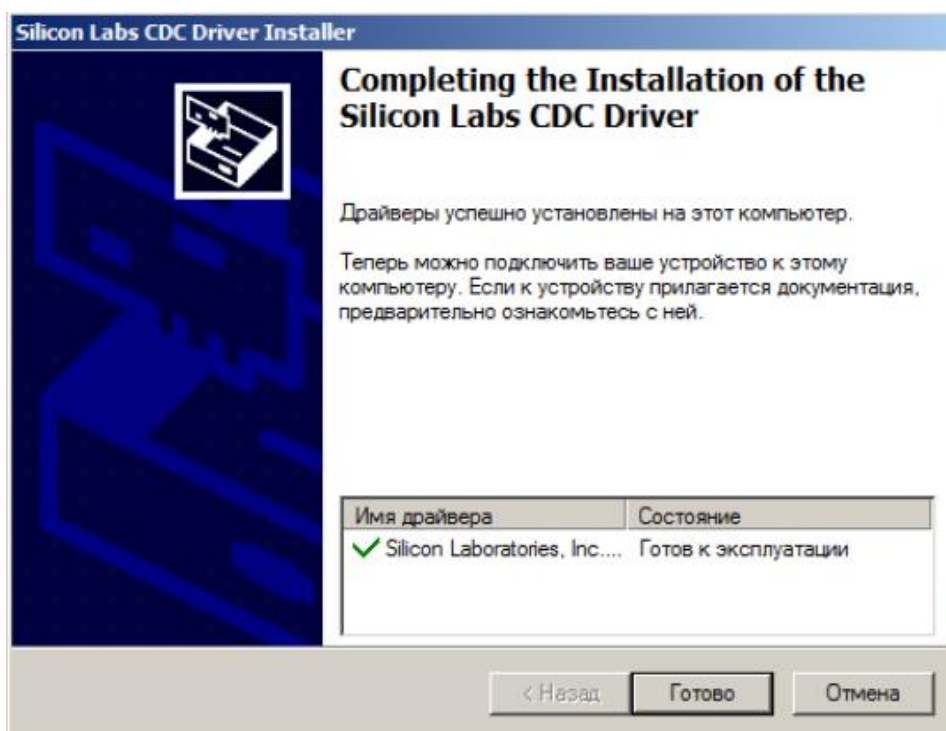 Silicon Labs CDC Driver Installer
Completing the Installation of the
Silicon Labs CDC Driver
Драйверы успешно установлены на этот компьютер.
Теперь можно подключить ваше устройство к этому
компьютеру. Если к устройству прилагается документация,
предварительно ознакомьтесь с ней.
Имя драйвера Состояние
Silicon Laboratories, Inc.... Готов к эксплуатации
< Назад Готово Отмена